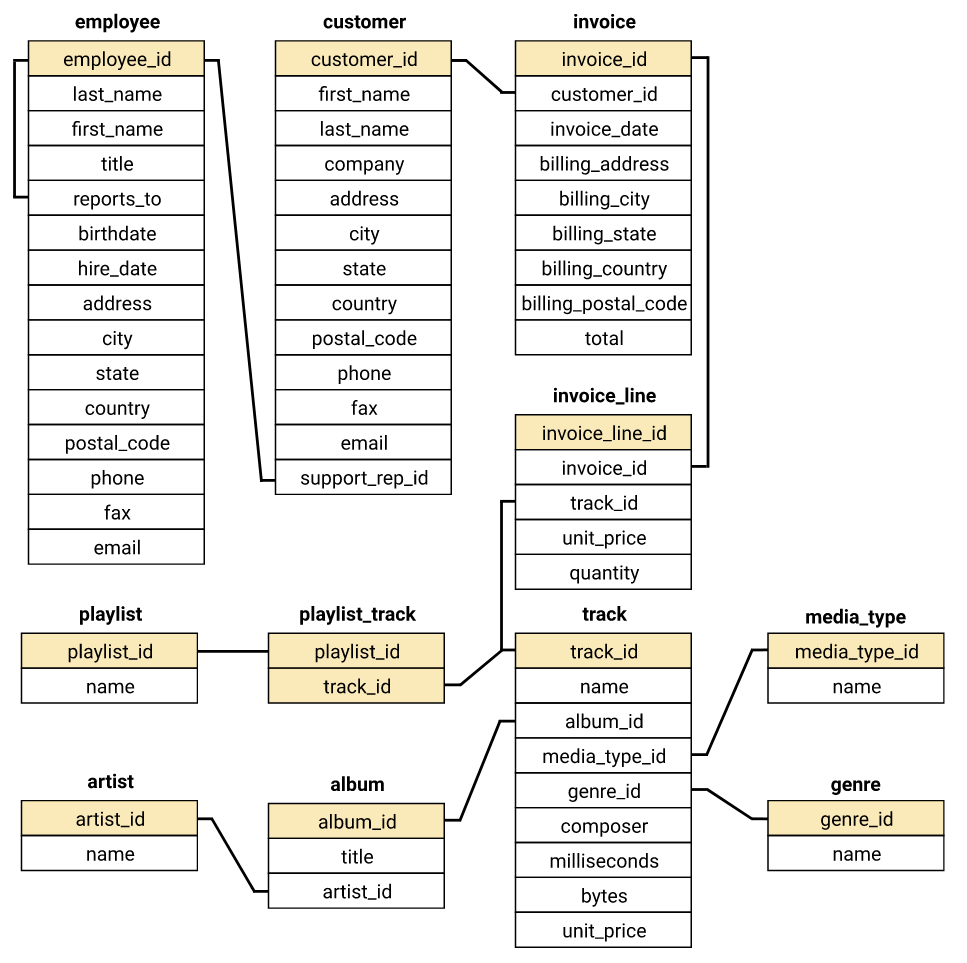 employee
employee_id
last_name
first_name
title
reports_to
birthdate
hire_date
address
city
state
country
postal_code
phone
fax
email
customer
customer_id
first_name
last_name
company
address
city
state
country
postal_code
phone
fax
email
support_rep_id
invoice
invoice_id
customer_id
invoice_date
billing_address
billing_city
billing_state
billing_country
billing_postal_code
total
invoice_line
invoice_line_id
invoice_id
track_id
unit_price
quantity
playlist
playlist_id
name
playlist_track
playlist_id
track_id
track
track_id
name
album_id
media_type_id
genre_id
composer
milliseconds
bytes
unit_price
media_type
media_type_id
name
artist
artist_id
name
album
album_id
title
artist_id
genre
genre_id
name